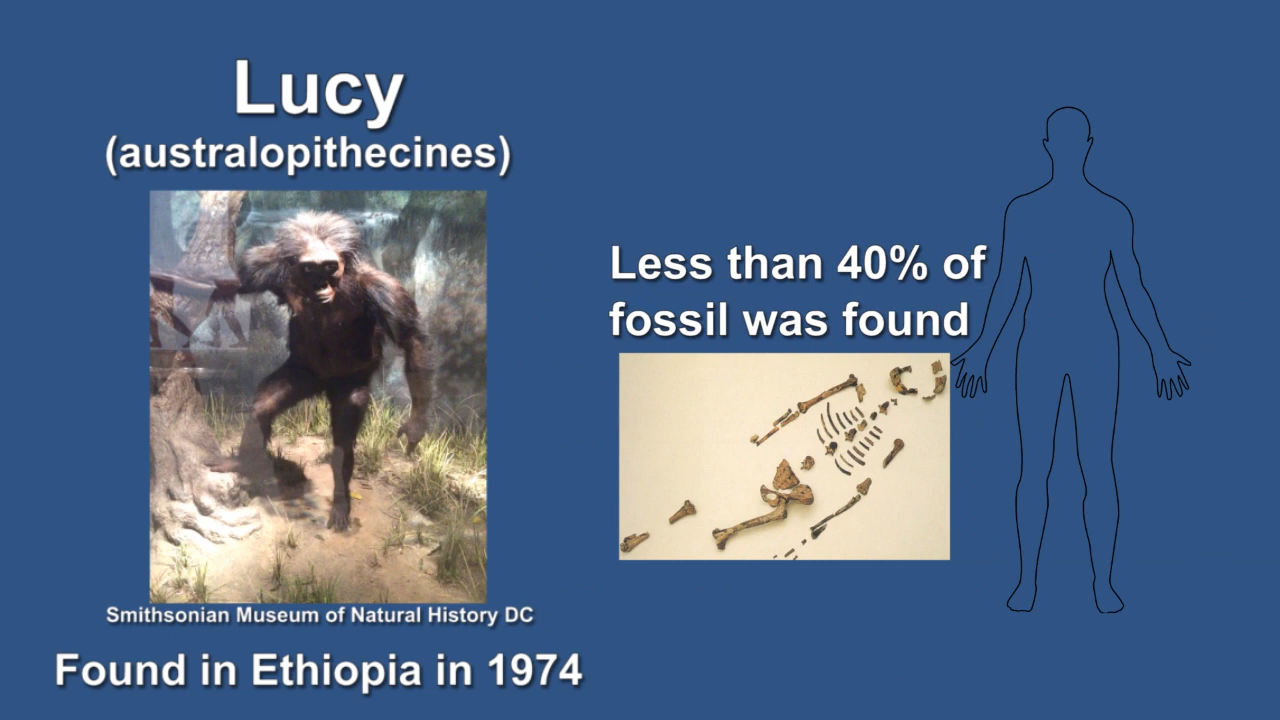 Lucy
(australopithecines)
Less than 40% of
fossil was found
Smithsonian Museum of Natural History DC
Found in Ethiopia in 1974